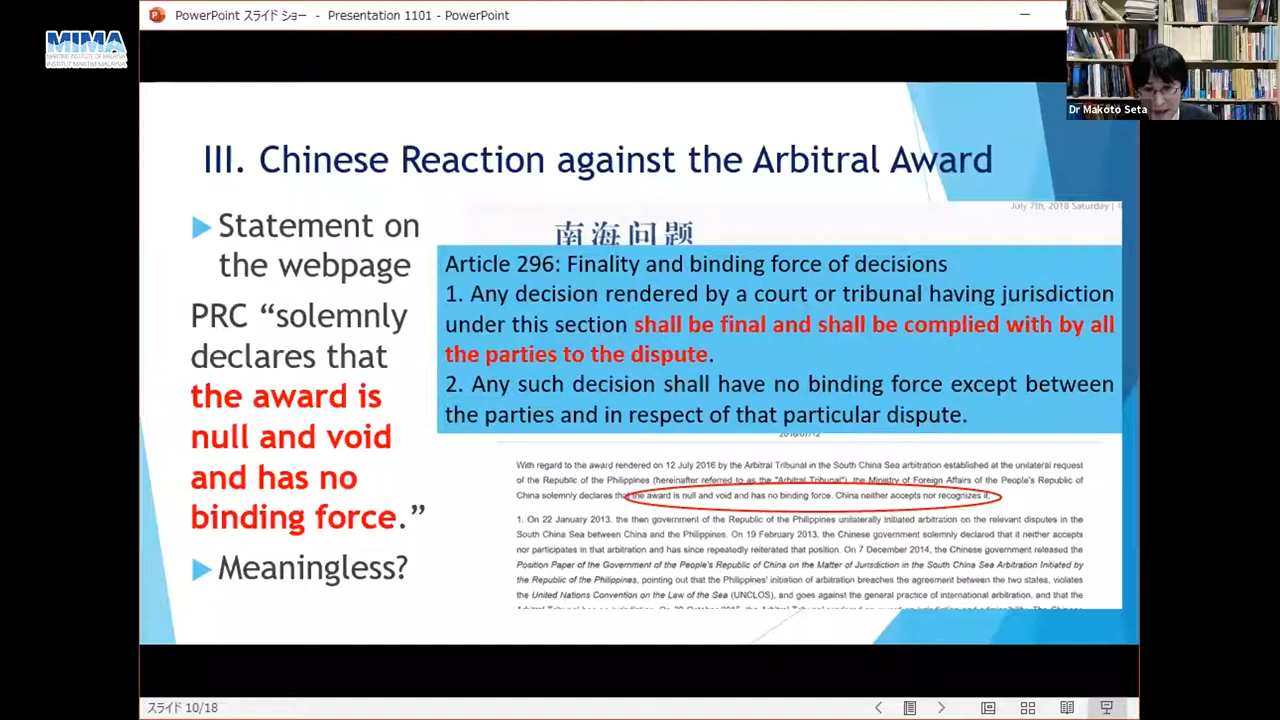 PowerPoint スライド ショー - Presentation 1101 - PowerPoint
MIMA
MARITIME INSTITUTE OF MALAYSIA
INSTITUT MARITIM MALAYSIA
Dr Makoto Seta
III. Chinese Reaction against the Arbitral Award
Statement on
the webpage
PRC “solemnly
declares that
the award is
null and void
and has no
binding force.”
Meaningless?
July 7th, 2018 Saturday |
南海问题
Article 296: Finality and binding force of decisions
1. Any decision rendered by a court or tribunal having jurisdiction
under this section shall be final and shall be complied with by all
the parties to the dispute.
2. Any such decision shall have no binding force except between
the parties and in respect of that particular dispute.
2016/07/12
With regard to the award rendered on 12 July 2016 by the Arbitral Tribunal in the South China Sea arbitration established at the unilateral request
of the Republic of the Philippines (hereinafter referred to as the "Arbitral Tribunal"), the Ministry of Foreign Affairs of the People's Republic of
China solemnly declares that the award is null and void and has no binding force. China neither accepts nor recognizes it.
1. On 22 January 2013, the then government of the Republic of the Philippines unilaterally initiated arbitration on the relevant disputes in the
South China Sea between China and the Philippines. On 19 February 2013, the Chinese government solemnly declared that it neither accepts
nor participates in that arbitration and has since repeatedly reiterated that position. On 7 December 2014, the Chinese government released the
Position Paper of the Government of the People's Republic of China on the Matter of Jurisdiction in the South China Sea Arbitration Initiated by
the Republic of the Philippines, pointing out that the Philippines' initiation of arbitration breaches the agreement between the two states, violates
the United Nations Convention on the Law of the Sea (UNCLOS), and goes against the general practice of international arbitration, and that the
スライド 10/18